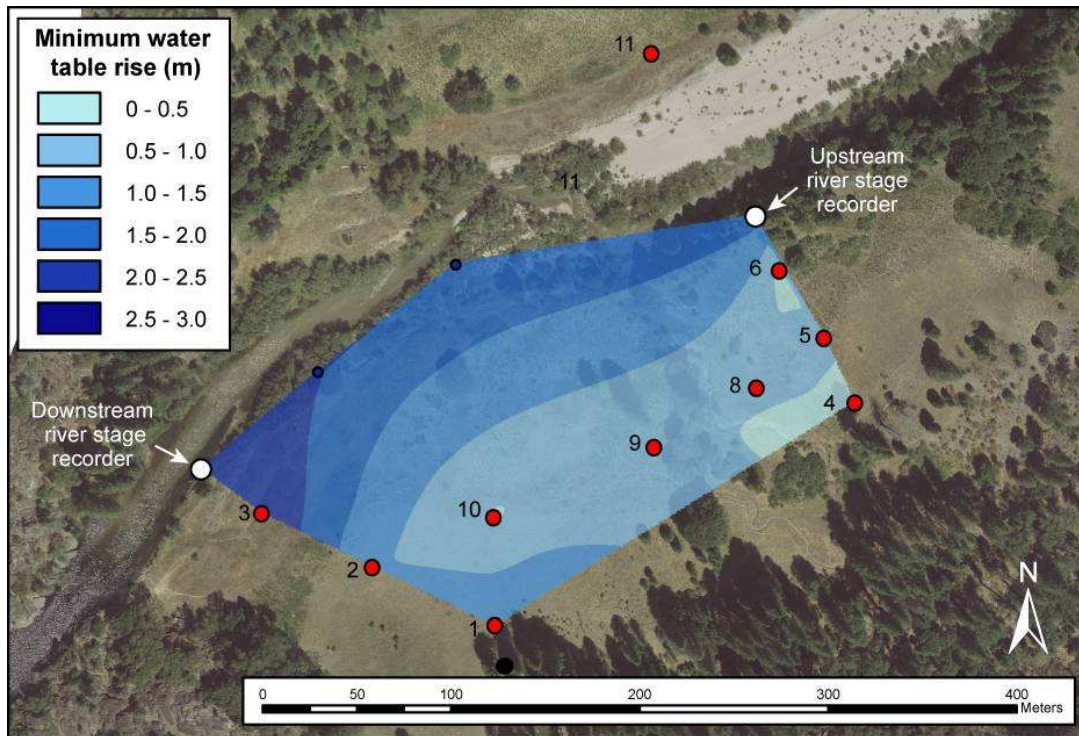 Minimum water
table rise (m)
0 - 0.5
0.5 - 1.0
1.0 - 1.5
1.5 - 2.0
2.0 - 2.5
2.5 - 3.0
11
11
Upstream
river stage
recorder
6
5
8
4
Downstream
river stage
recorder
9
10
3
2
1
N
0 50 100 200 300 400
Meters